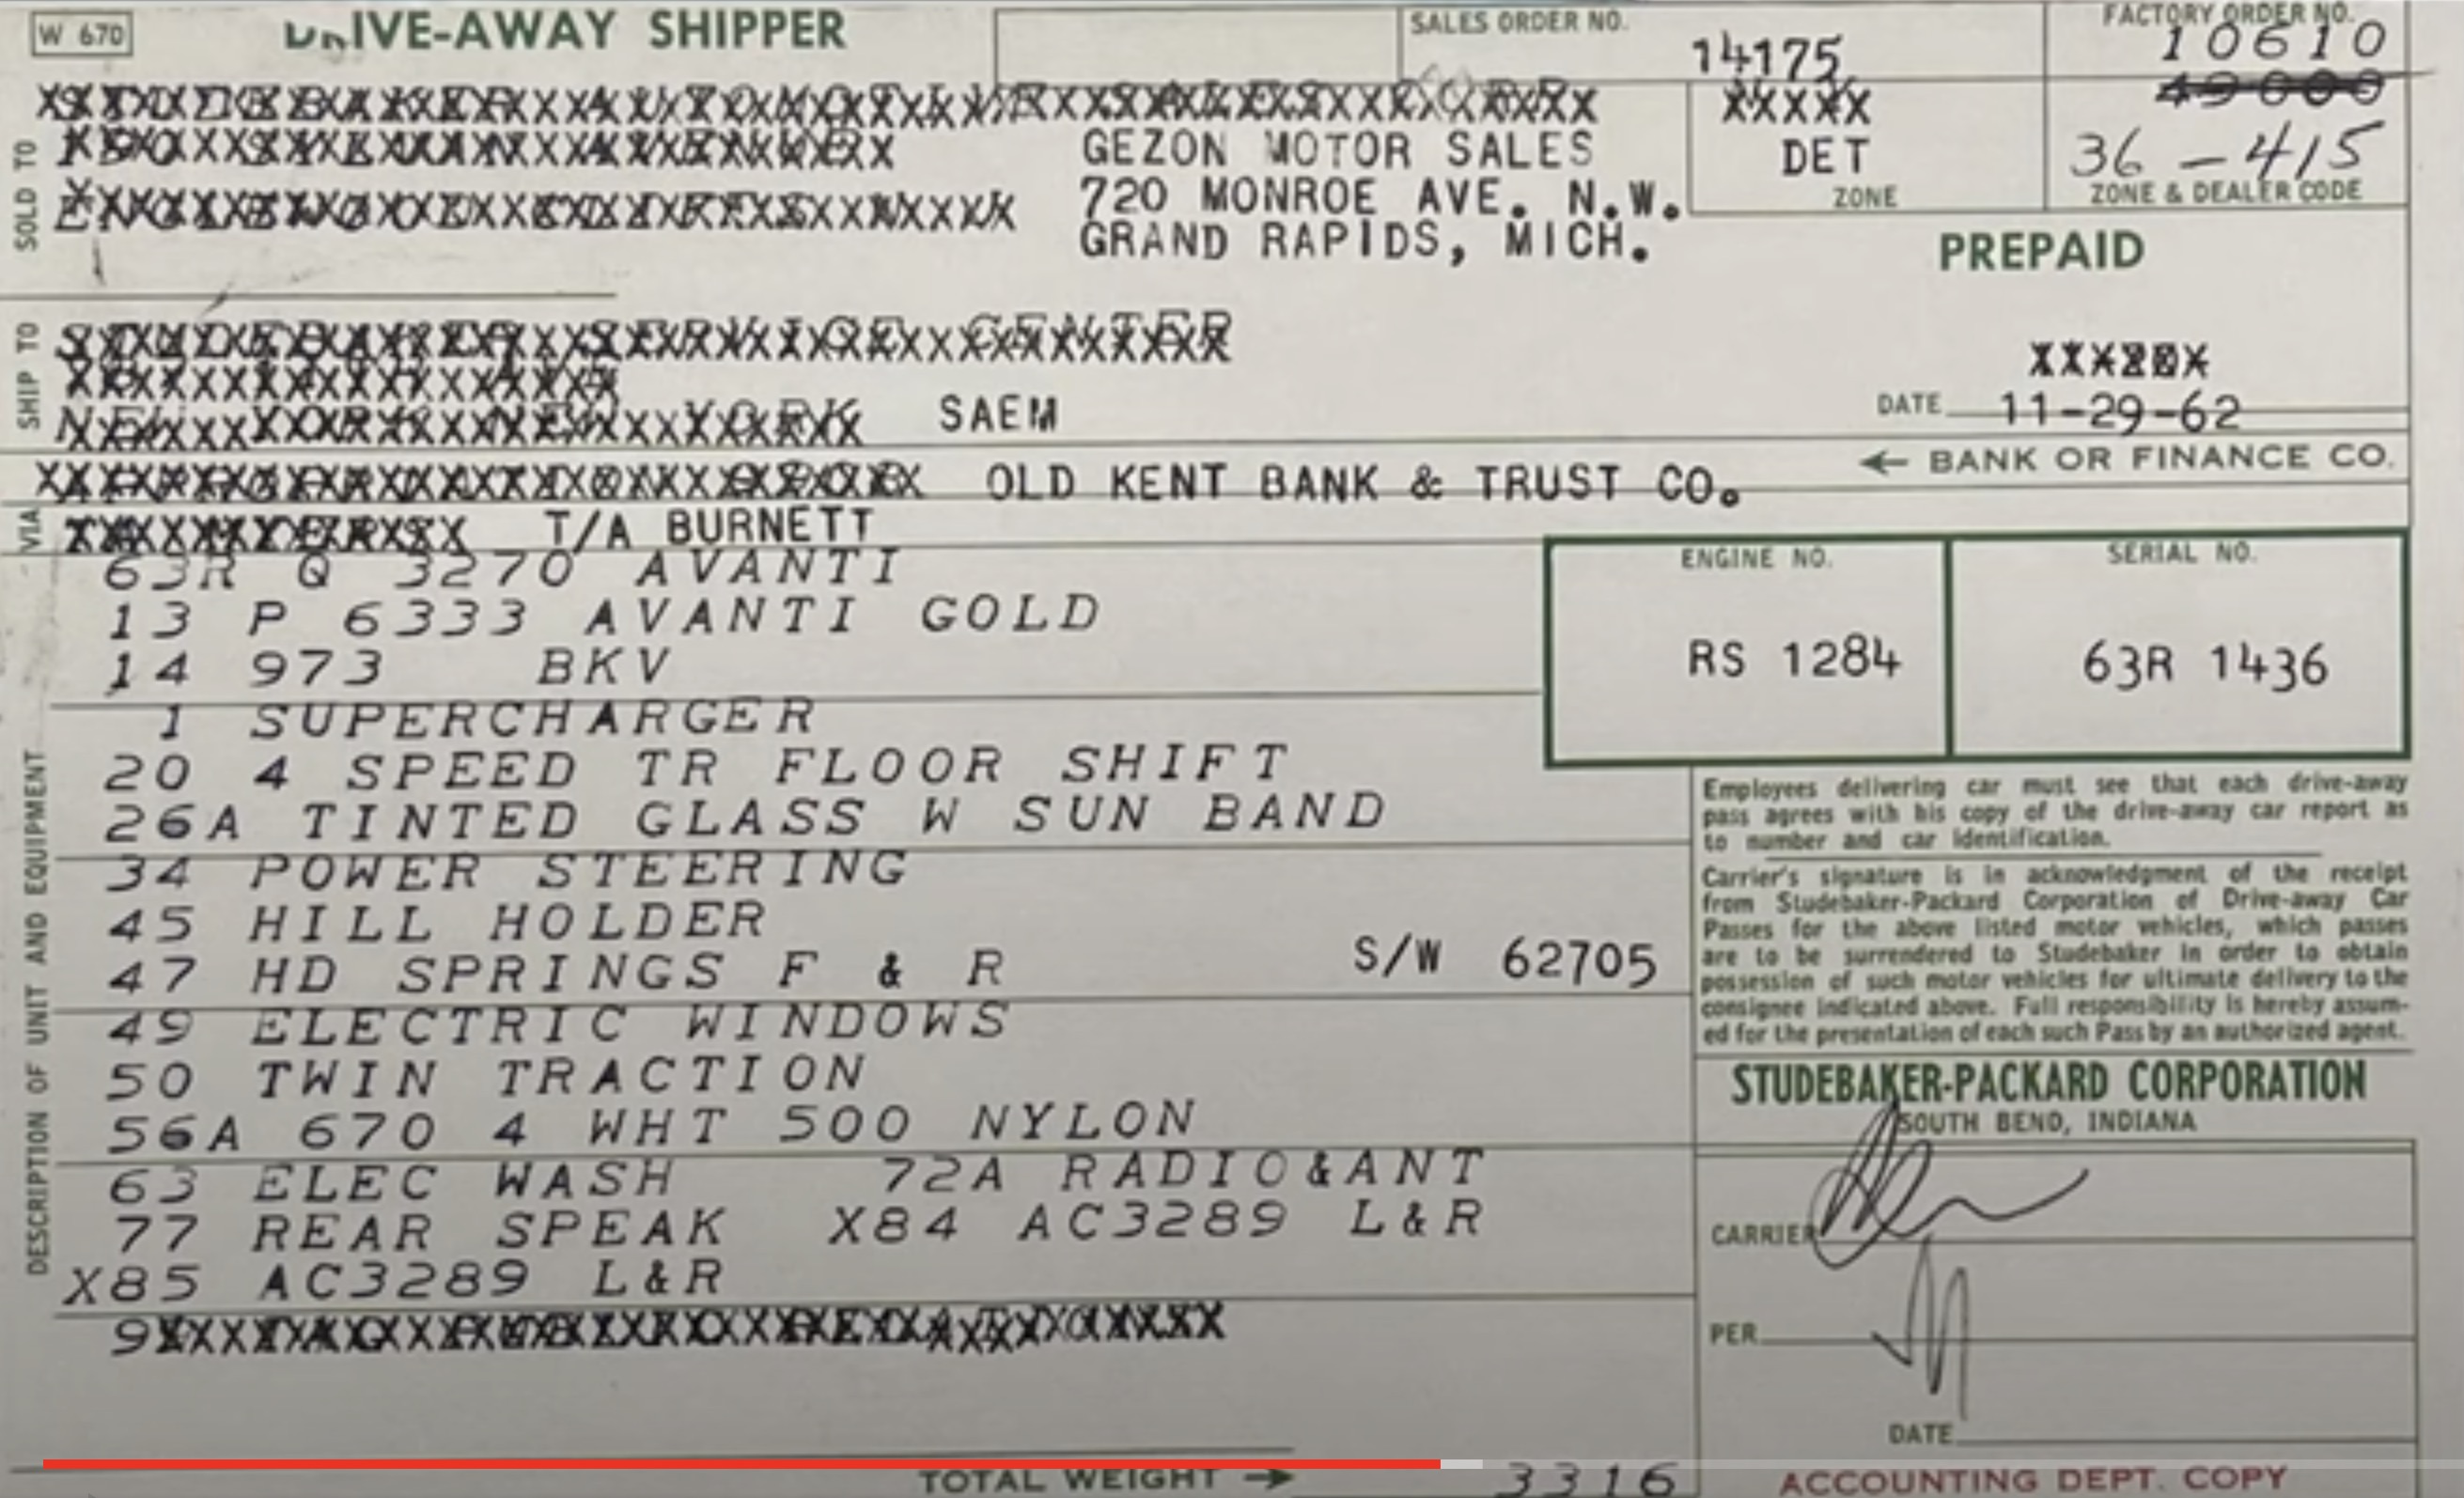 W 670
DRIVE-AWAY SHIPPER
SALES ORDER NO.
14175
FACTORY ORDER NO.
10610
SOLD TO
GEZON MOTOR SALES
720 MONROE AVE. N.W.
GRAND RAPIDS, MICH.
XXXXX
DET
ZONE
36-415
ZONE & DEALER CODE
PREPAID
SHIP TO
SAEM
DATE 11-29-62
OLD KENT BANK & TRUST CO.
← BANK OR FINANCE CO.
VIA
T/A BURNETT
DESCRIPTION OF UNIT AND EQUIPMENT
63R Q 3270 AVANTI
13 P 6333 AVANTI GOLD
14 973 BKV
1 SUPERCHARGER
20 4 SPEED TR FLOOR SHIFT
26A TINTED GLASS W SUN BAND
34 POWER STEERING
45 HILL HOLDER
47 HD SPRINGS F & R
S/W 62705
49 ELECTRIC WINDOWS
50 TWIN TRACTION
56A 670 4 WHT 500 NYLON
63 ELEC WASH 72A RADIO&ANT
77 REAR SPEAK X84 AC3289 L&R
X85 AC3289 L&R
TOTAL WEIGHT → 3316
ENGINE NO.
RS 1284
SERIAL NO.
63R 1436
Employees delivering car must see that each drive-away
pass agrees with his copy of the drive-away car report as
to number and car identification.
Carrier's signature is in acknowledgment of the receipt
from Studebaker-Packard Corporation of Drive-away Car
Passes for the above listed motor vehicles, which passes
are to be surrendered to Studebaker in order to obtain
possession of such motor vehicles for ultimate delivery to the
consignee indicated above. Full responsibility is hereby assum-
ed for the presentation of each such Pass by an authorized agent.
STUDEBAKER-PACKARD CORPORATION
SOUTH BEND, INDIANA
CARRIER
PER
DATE
ACCOUNTING DEPT. COPY